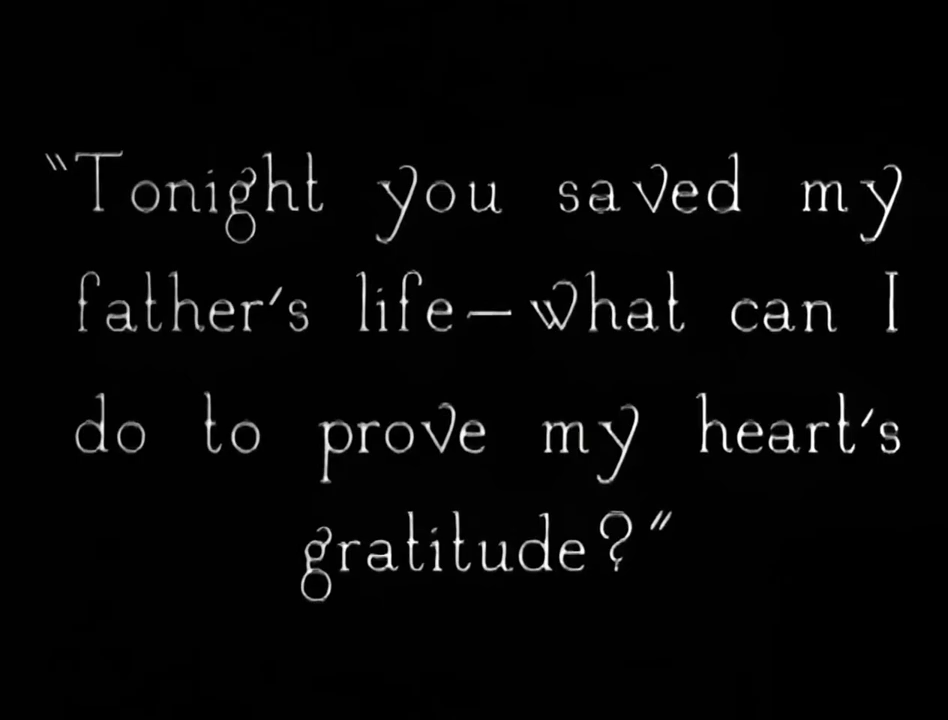 "Tonight you saved my
father's life—what can I
do to prove my heart's
gratitude?"